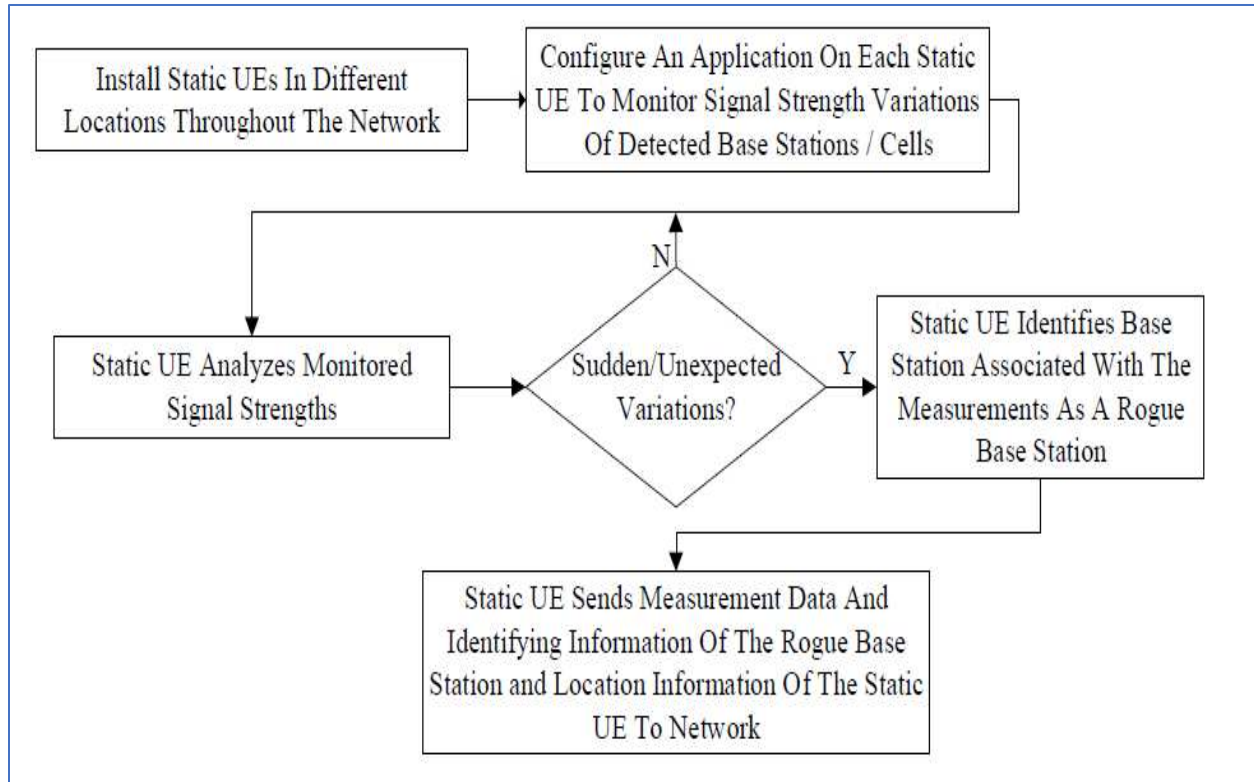 Install Static UEs In Different
Locations Throughout The Network
Configure An Application On Each Static
UE To Monitor Signal Strength Variations
Of Detected Base Stations / Cells
N
Static UE Analyzes Monitored
Signal Strengths
Sudden/Unexpected
Variations?
Y
Static UE Identifies Base
Station Associated With The
Measurements As A Rogue
Base Station
Static UE Sends Measurement Data And
Identifying Information Of The Rogue Base
Station and Location Information Of The Static
UE To Network